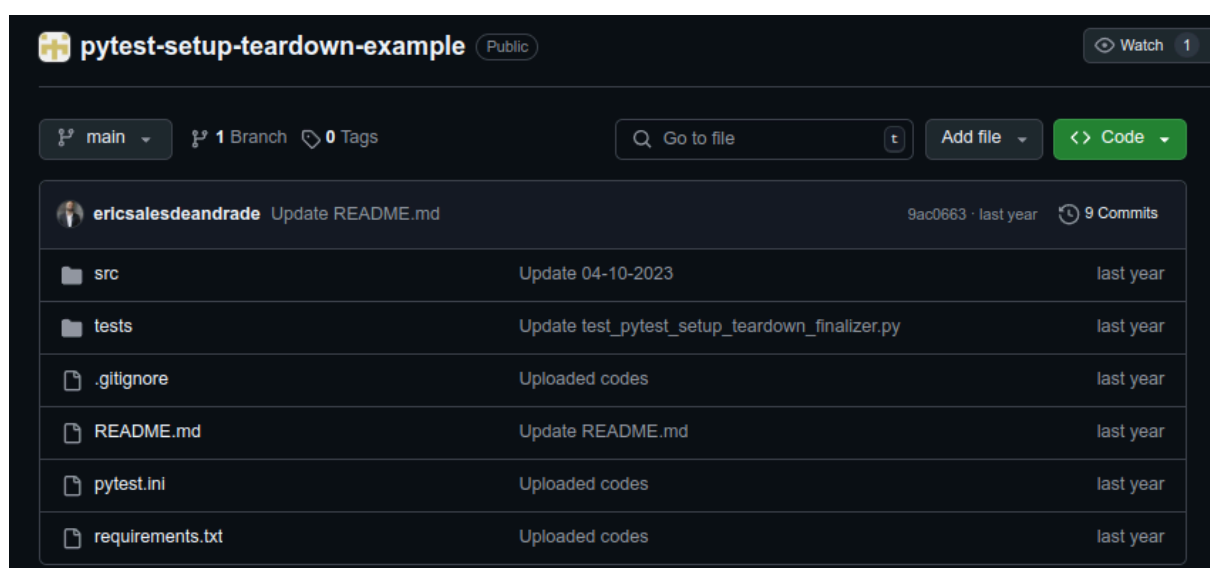 pytest-setup-teardown-example Public Watch 1
main 1 Branch 0 Tags Go to file t Add file Code
ericsalesdeandrade Update README.md 9ac0663 · last year 9 Commits
src Update 04-10-2023 last year
tests Update test_pytest_setup_teardown_finalizer.py last year
.gitignore Uploaded codes last year
README.md Update README.md last year
pytest.ini Uploaded codes last year
requirements.txt Uploaded codes last year